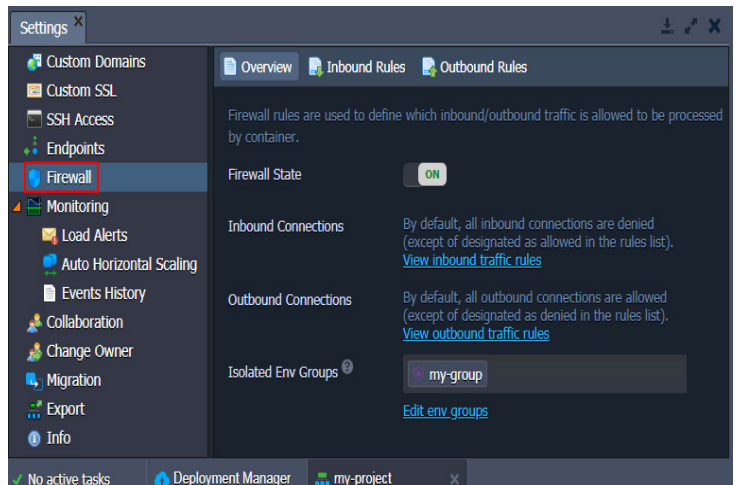 Settings
Custom Domains
Custom SSL
SSH Access
Endpoints
Firewall
Monitoring
Load Alerts
Auto Horizontal Scaling
Events History
Collaboration
Change Owner
Migration
Export
Info
Overview
Inbound Rules
Outbound Rules
Firewall rules are used to define which inbound/outbound traffic is allowed to be processed
by container.
Firewall State
ON
Inbound Connections
By default, all inbound connections are denied
(except of designated as allowed in the rules list).
View inbound traffic rules
Outbound Connections
By default, all outbound connections are allowed
(except of designated as denied in the rules list).
View outbound traffic rules
Isolated Env Groups ?
my-group
Edit env groups
No active tasks
Deployment Manager
my-project